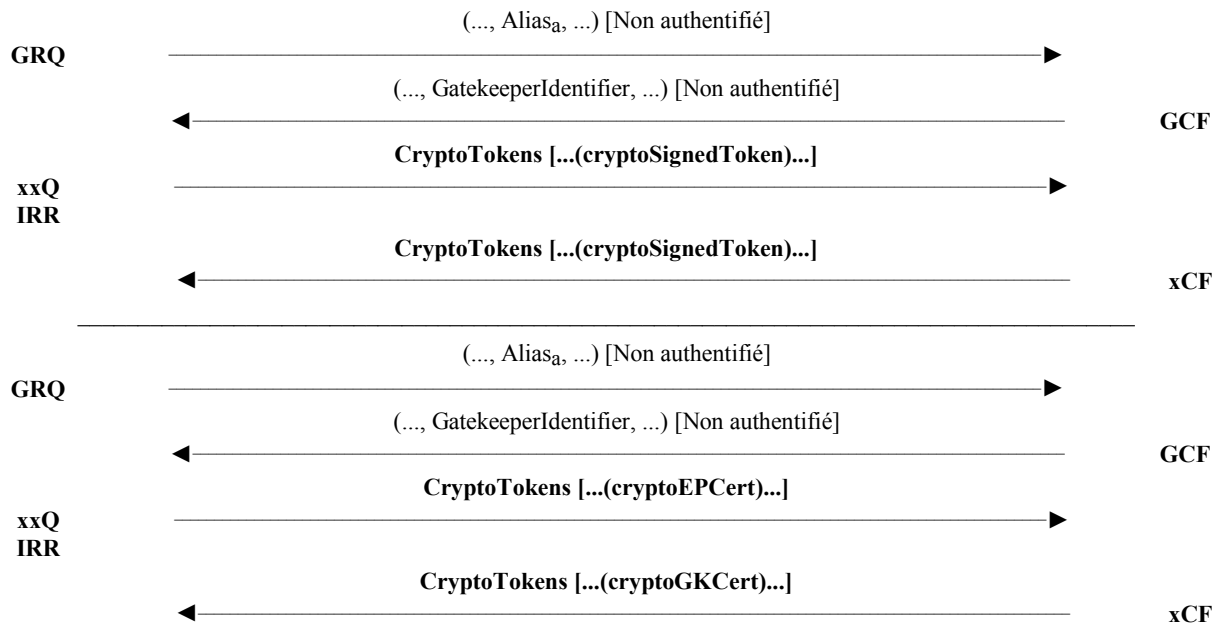 (..., Aliasa, ...) [Non authentifié]
GRQ
(..., GatekeeperIdentifier, ...) [Non authentifié]
GCF
CryptoTokens [...(cryptoSignedToken)...]
xxQ
IRR
CryptoTokens [...(cryptoSignedToken)...]
xCF
(..., Aliasa, ...) [Non authentifié]
GRQ
(..., GatekeeperIdentifier, ...) [Non authentifié]
GCF
CryptoTokens [...(cryptoEPCert)...]
xxQ
IRR
CryptoTokens [...(cryptoGKCert)...]
xCF